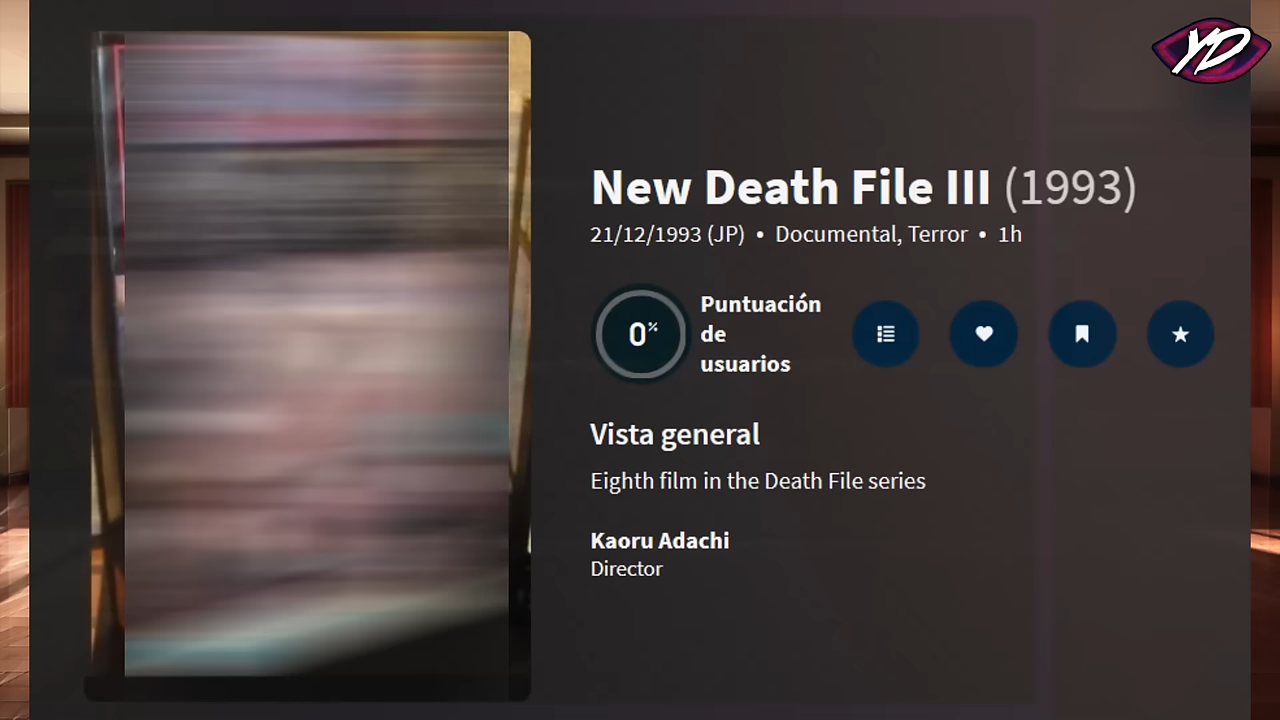 YD
New Death File III (1993)
21/12/1993 (JP) • Documental, Terror • 1h
0%
Puntuación
de
usuarios
Vista general
Eighth film in the Death File series
Kaoru Adachi
Director